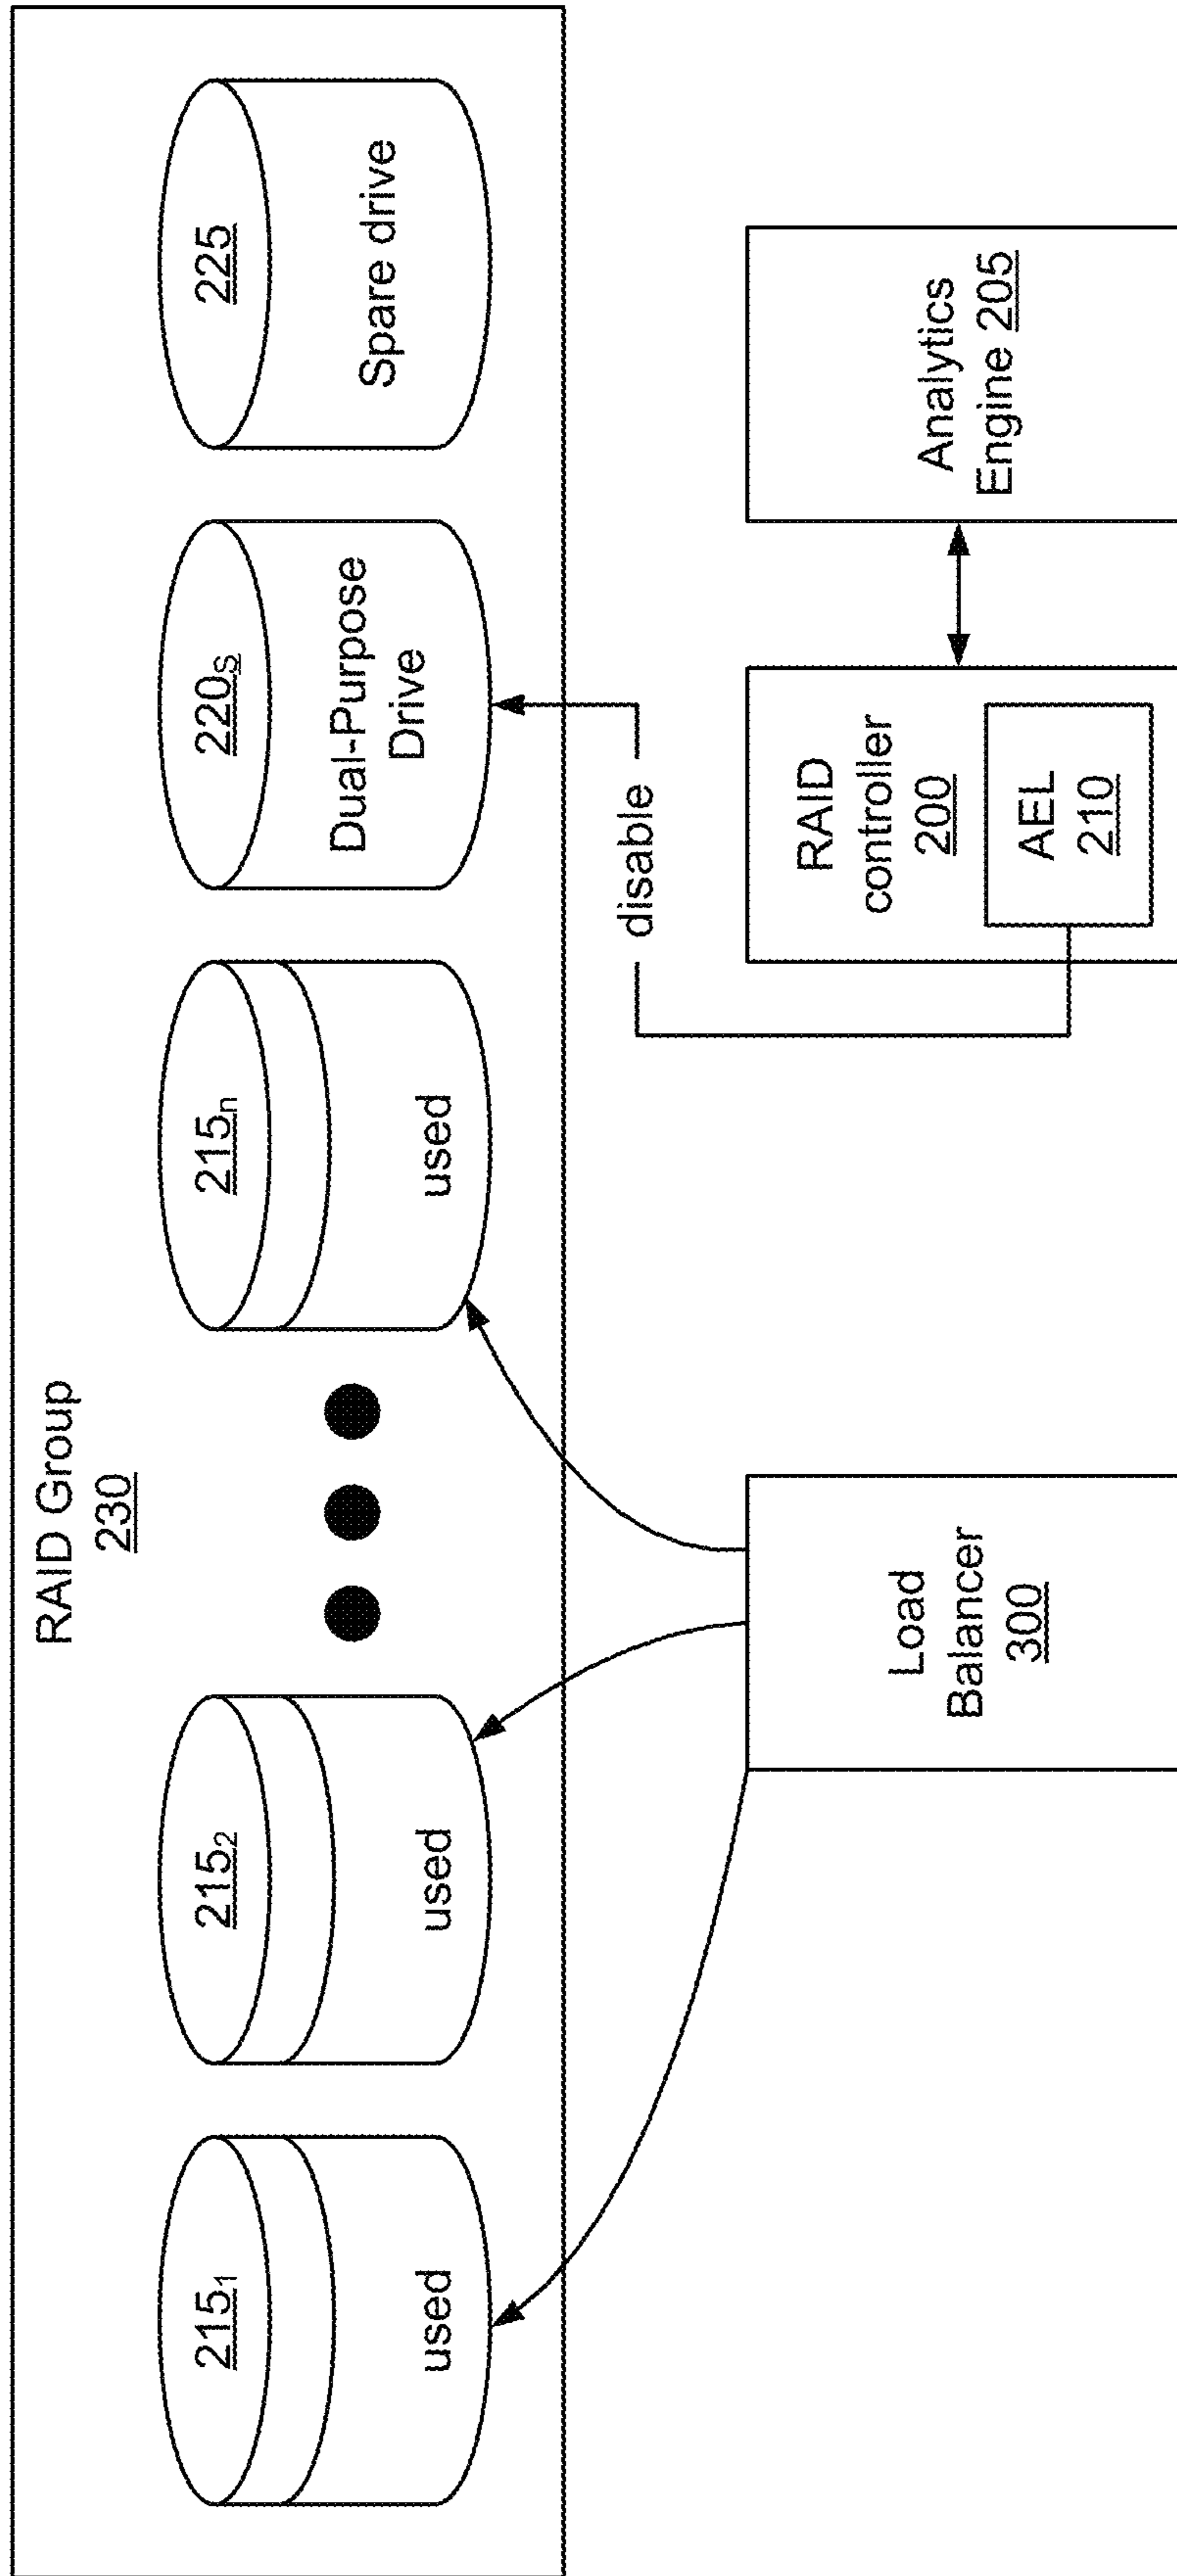 RAID Group
230
215₁
used
215₂
used
215ₙ
used
220ₛ
Dual-Purpose
Drive
225
Spare drive
disable
Load
Balancer
300
RAID
controller
200
AEL
210
Analytics
Engine 205